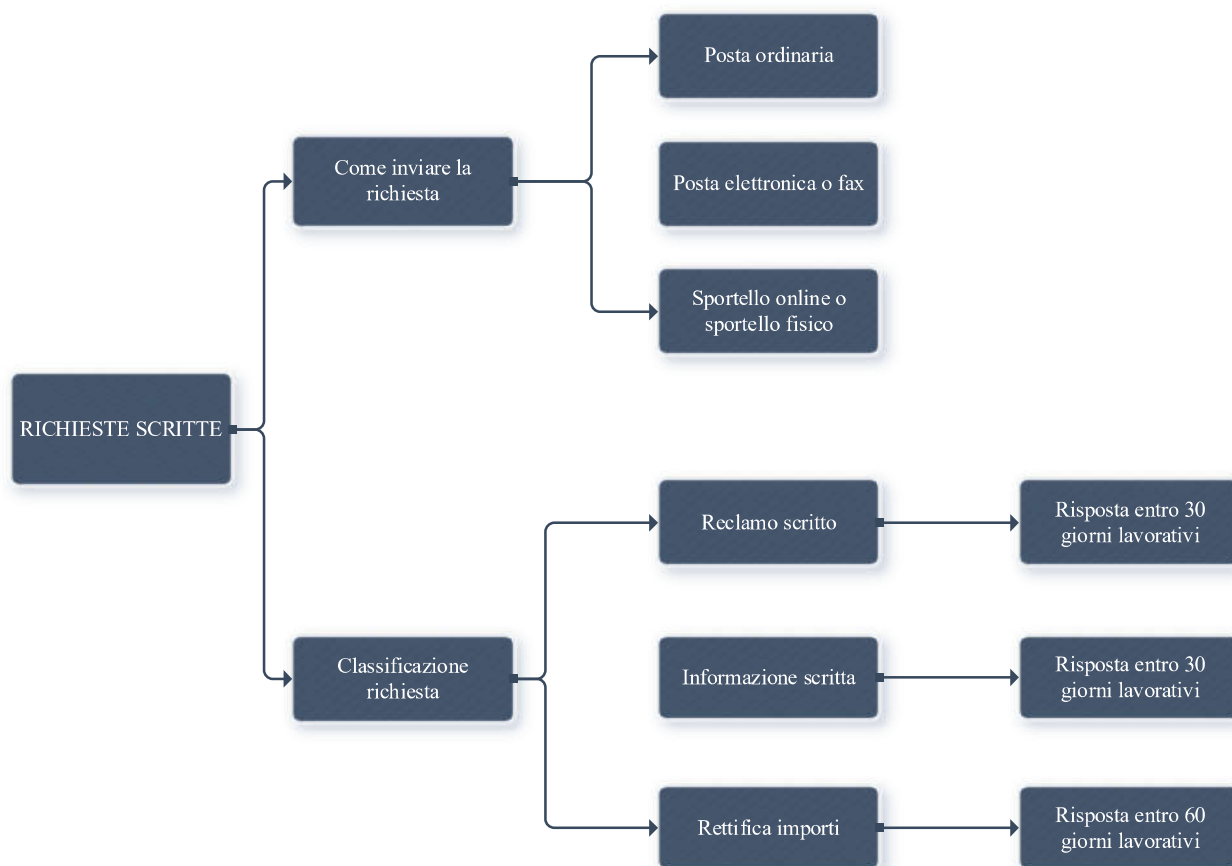 Posta ordinaria
Come inviare la
richiesta
Posta elettronica o fax
Sportello online o
sportello fisico
RICHIESTE SCRITTE
Reclamo scritto
Risposta entro 30
giorni lavorativi
Classificazione
richiesta
Informazione scritta
Risposta entro 30
giorni lavorativi
Rettifica importi
Risposta entro 60
giorni lavorativi